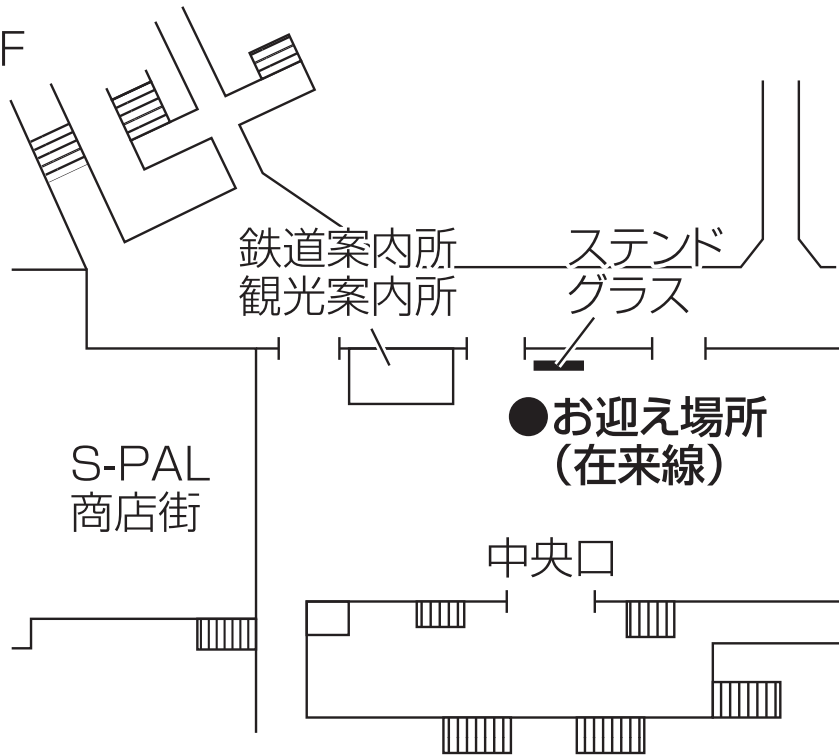 F
鉄道案内所
観光案内所
ステンド
グラス
●お迎え場所
（在来線）
S-PAL
商店街
中央口